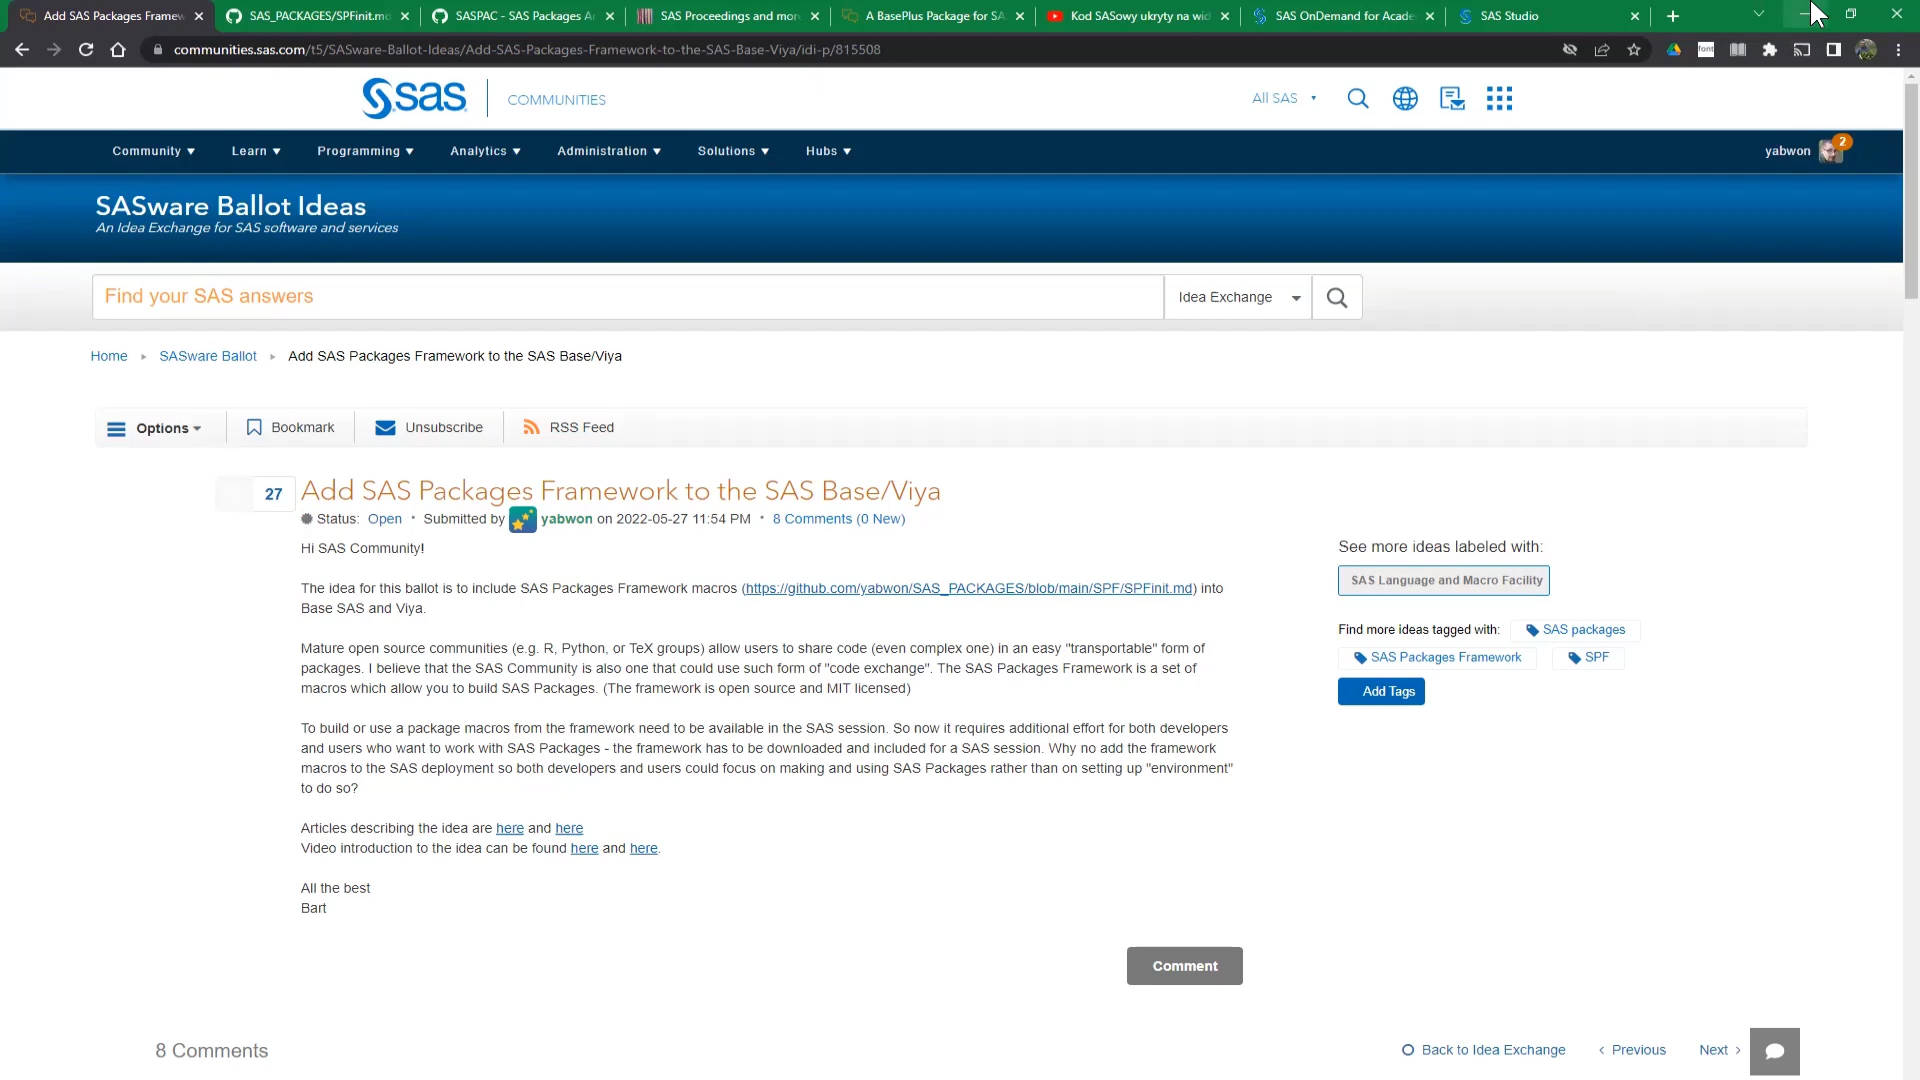 Add SAS Packages Framew
SAS_PACKAGES/SPFinit.md
SASPAC - SAS Packages A
SAS Proceedings and mor
A BasePlus Package for SA
Kod SASowy ukryty na wid
SAS OnDemand for Acade
SAS Studio
communities.sas.com/t5/SASware-Ballot-Ideas/Add-SAS-Packages-Framework-to-the-SAS-Base-Viya/idi-p/815508
font
sas
COMMUNITIES
All SAS
Community
Learn
Programming
Analytics
Administration
Solutions
Hubs
yabwon
2
SASware Ballot Ideas
An Idea Exchange for SAS software and services
Find your SAS answers
Idea Exchange
Home
SASware Ballot
Add SAS Packages Framework to the SAS Base/Viya
Options
Bookmark
Unsubscribe
RSS Feed
27
Add SAS Packages Framework to the SAS Base/Viya
Status: Open • Submitted by yabwon on 2022-05-27 11:54 PM • 8 Comments (0 New)
Hi SAS Community!
The idea for this ballot is to include SAS Packages Framework macros (https://github.com/yabwon/SAS_PACKAGES/blob/main/SPF/SPFinit.md) into
Base SAS and Viya.
Mature open source communities (e.g. R, Python, or TeX groups) allow users to share code (even complex one) in an easy "transportable" form of
packages. I believe that the SAS Community is also one that could use such form of "code exchange". The SAS Packages Framework is a set of
macros which allow you to build SAS Packages. (The framework is open source and MIT licensed)
To build or use a package macros from the framework need to be available in the SAS session. So now it requires additional effort for both developers
and users who want to work with SAS Packages - the framework has to be downloaded and included for a SAS session. Why no add the framework
macros to the SAS deployment so both developers and users could focus on making and using SAS Packages rather than on setting up "environment"
to do so?
Articles describing the idea are here and here
Video introduction to the idea can be found here and here.
All the best
Bart
See more ideas labeled with:
SAS Language and Macro Facility
Find more ideas tagged with:
SAS packages
SAS Packages Framework
SPF
Add Tags
Comment
8 Comments
Back to Idea Exchange
Previous
Next